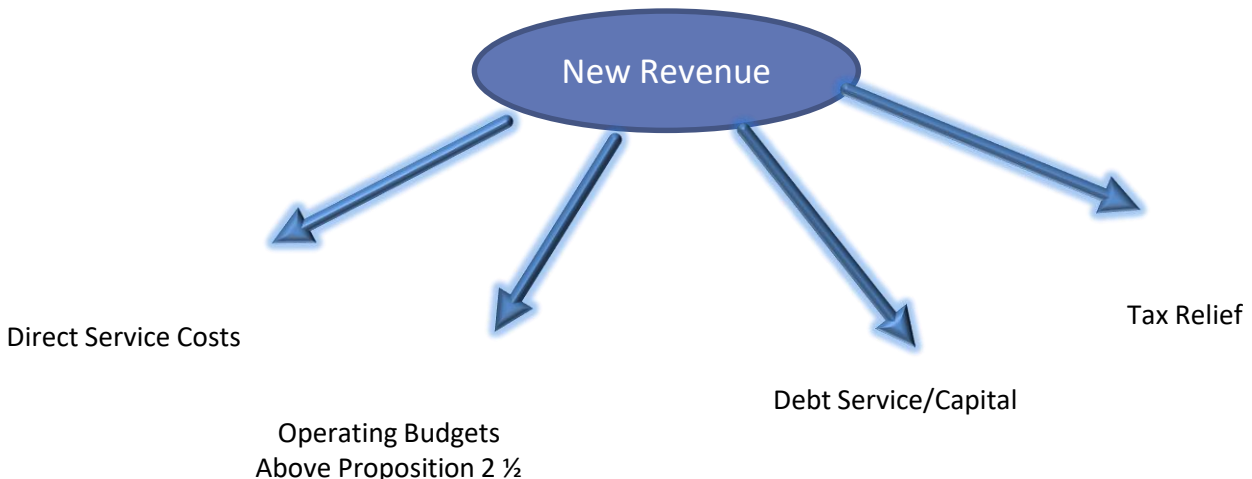 New Revenue
Direct Service Costs
Operating Budgets
Above Proposition 2 ½
Debt Service/Capital
Tax Relief